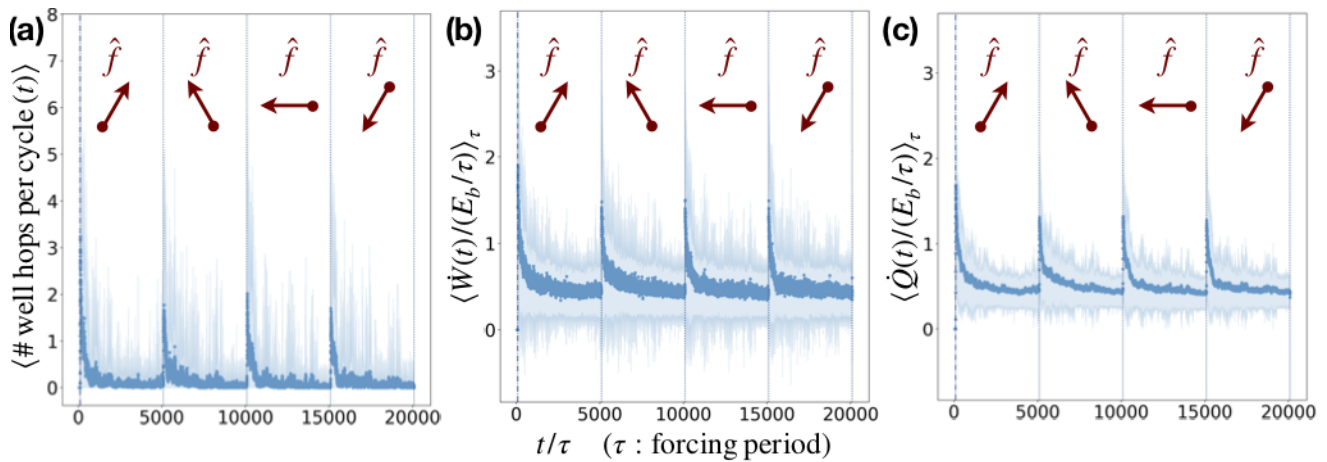 (a)
⟨# well hops per cycle (t)⟩
8
7
6
5
4
3
2
1
0
f̂ f̂ f̂ f̂
0 5000 10000 15000 20000
(b)
⟨Ẇ(t)/(E_b/τ)⟩_τ
3
2
1
0
f̂ f̂ f̂ f̂
0 5000 10000 15000 20000
t/τ (τ : forcing period)
(c)
⟨Q̇(t)/(E_b/τ)⟩_τ
3
2
1
0
f̂ f̂ f̂ f̂
0 5000 10000 15000 20000